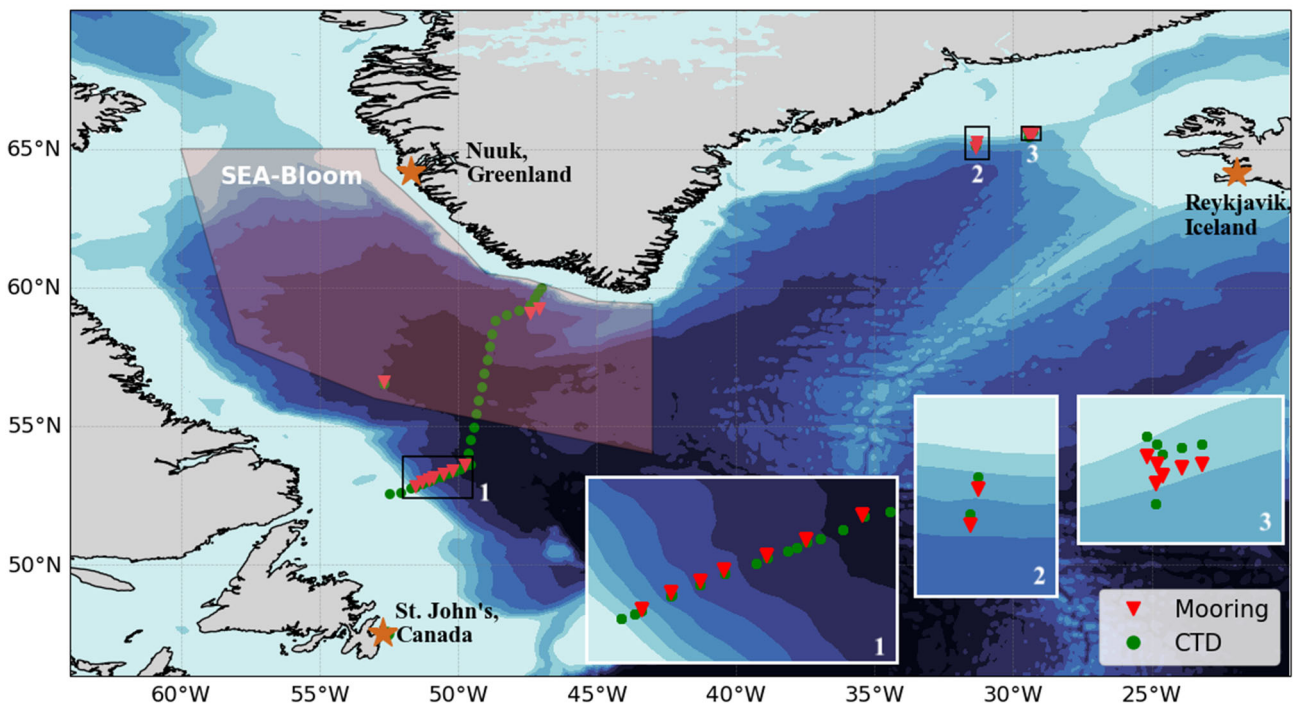 65°N
60°N
55°N
50°N
SEA-Bloom
Nuuk,
Greenland
2
3
Reykjavik,
Iceland
1
St. John's,
Canada
1
2
3
Mooring
CTD
60°W
55°W
50°W
45°W
40°W
35°W
30°W
25°W